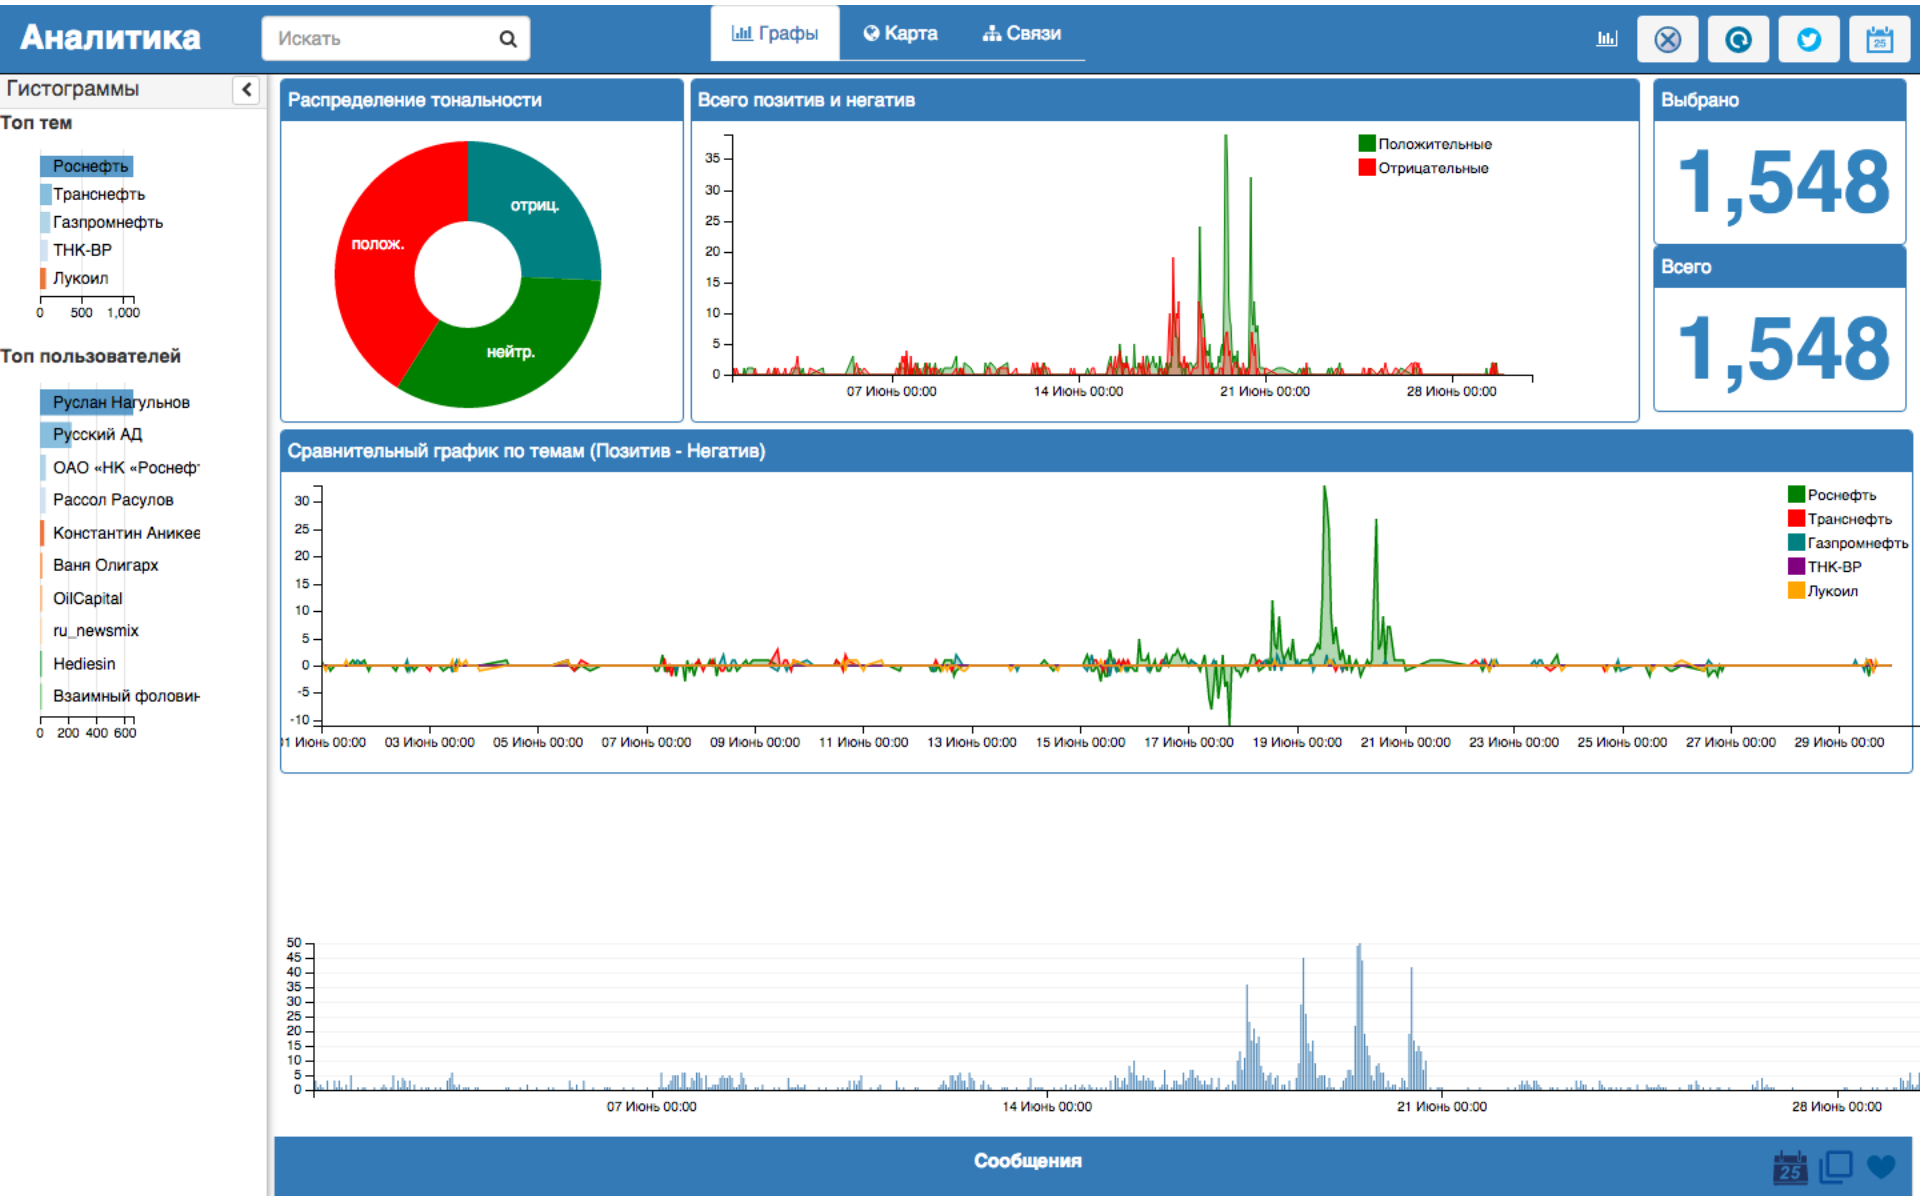 Аналитика
Искать
Графы
Карта
Связи
25
Гистограммы
Топ тем
Роснефть
Транснефть
Газпромнефть
ТНК-BP
Лукоил
0 500 1,000
Топ пользователей
Руслан Нагульнов
Русский АД
ОАО «НК «Роснеф
Рассол Расулов
Константин Аникее
Ваня Олигарх
OilCapital
ru_newsmix
Hediesin
Взаимный фоловин
0 200 400 600
Распределение тональности
отриц.
полож.
нейтр.
Всего позитив и негатив
35
30
25
20
15
10
5
0
Положительные
Отрицательные
07 Июнь 00:00 14 Июнь 00:00 21 Июнь 00:00 28 Июнь 00:00
Выбрано
1,548
Всего
1,548
Сравнительный график по темам (Позитив - Негатив)
30
25
20
15
10
5
0
-5
-10
Роснефть
Транснефть
Газпромнефть
ТНК-BP
Лукоил
1 Июнь 00:00 03 Июнь 00:00 05 Июнь 00:00 07 Июнь 00:00 09 Июнь 00:00 11 Июнь 00:00 13 Июнь 00:00 15 Июнь 00:00 17 Июнь 00:00 19 Июнь 00:00 21 Июнь 00:00 23 Июнь 00:00 25 Июнь 00:00 27 Июнь 00:00 29 Июнь 00:00
50
45
40
35
30
25
20
15
10
5
0
07 Июнь 00:00 14 Июнь 00:00 21 Июнь 00:00 28 Июнь 00:00
Сообщения
25